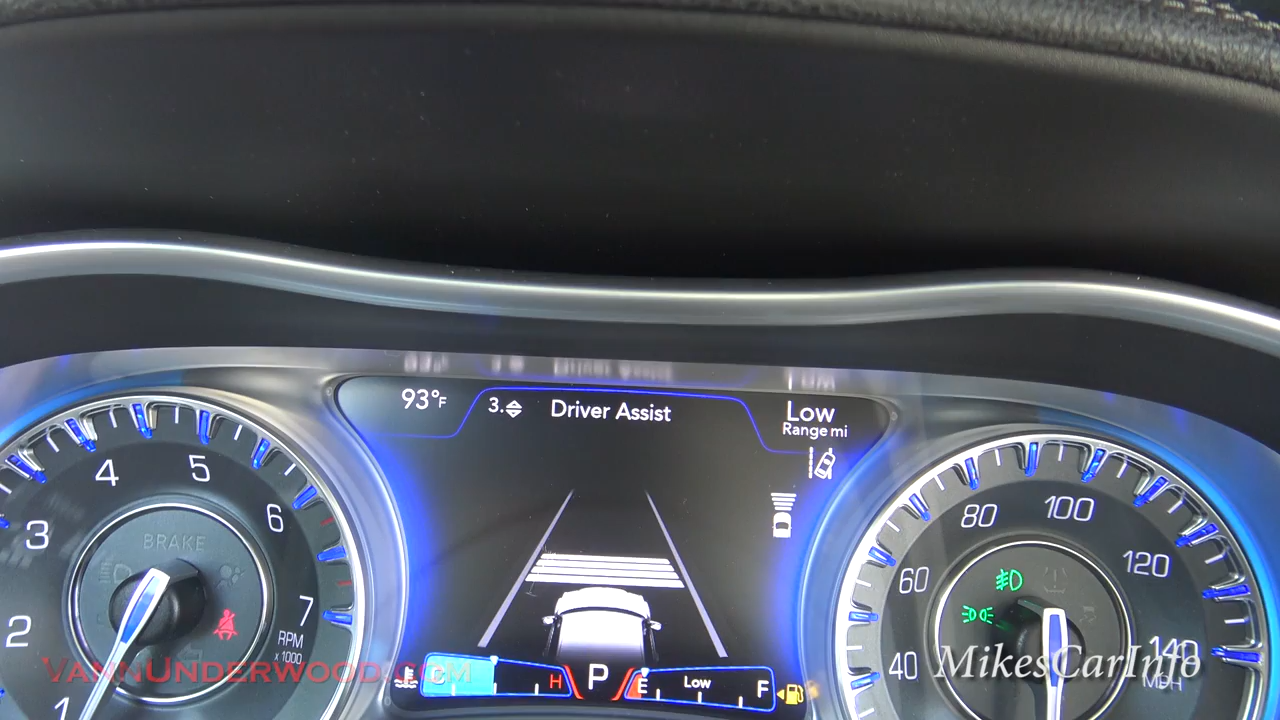 93°F
3. Driver Assist
Low
Range mi
4
5
3
6
BRAKE
2
7
RPM
x 1000
1
80
100
60
120
40
140
MPH
C
H
P
E
Low
F
VannUnderwood.com
MikesCarInfo